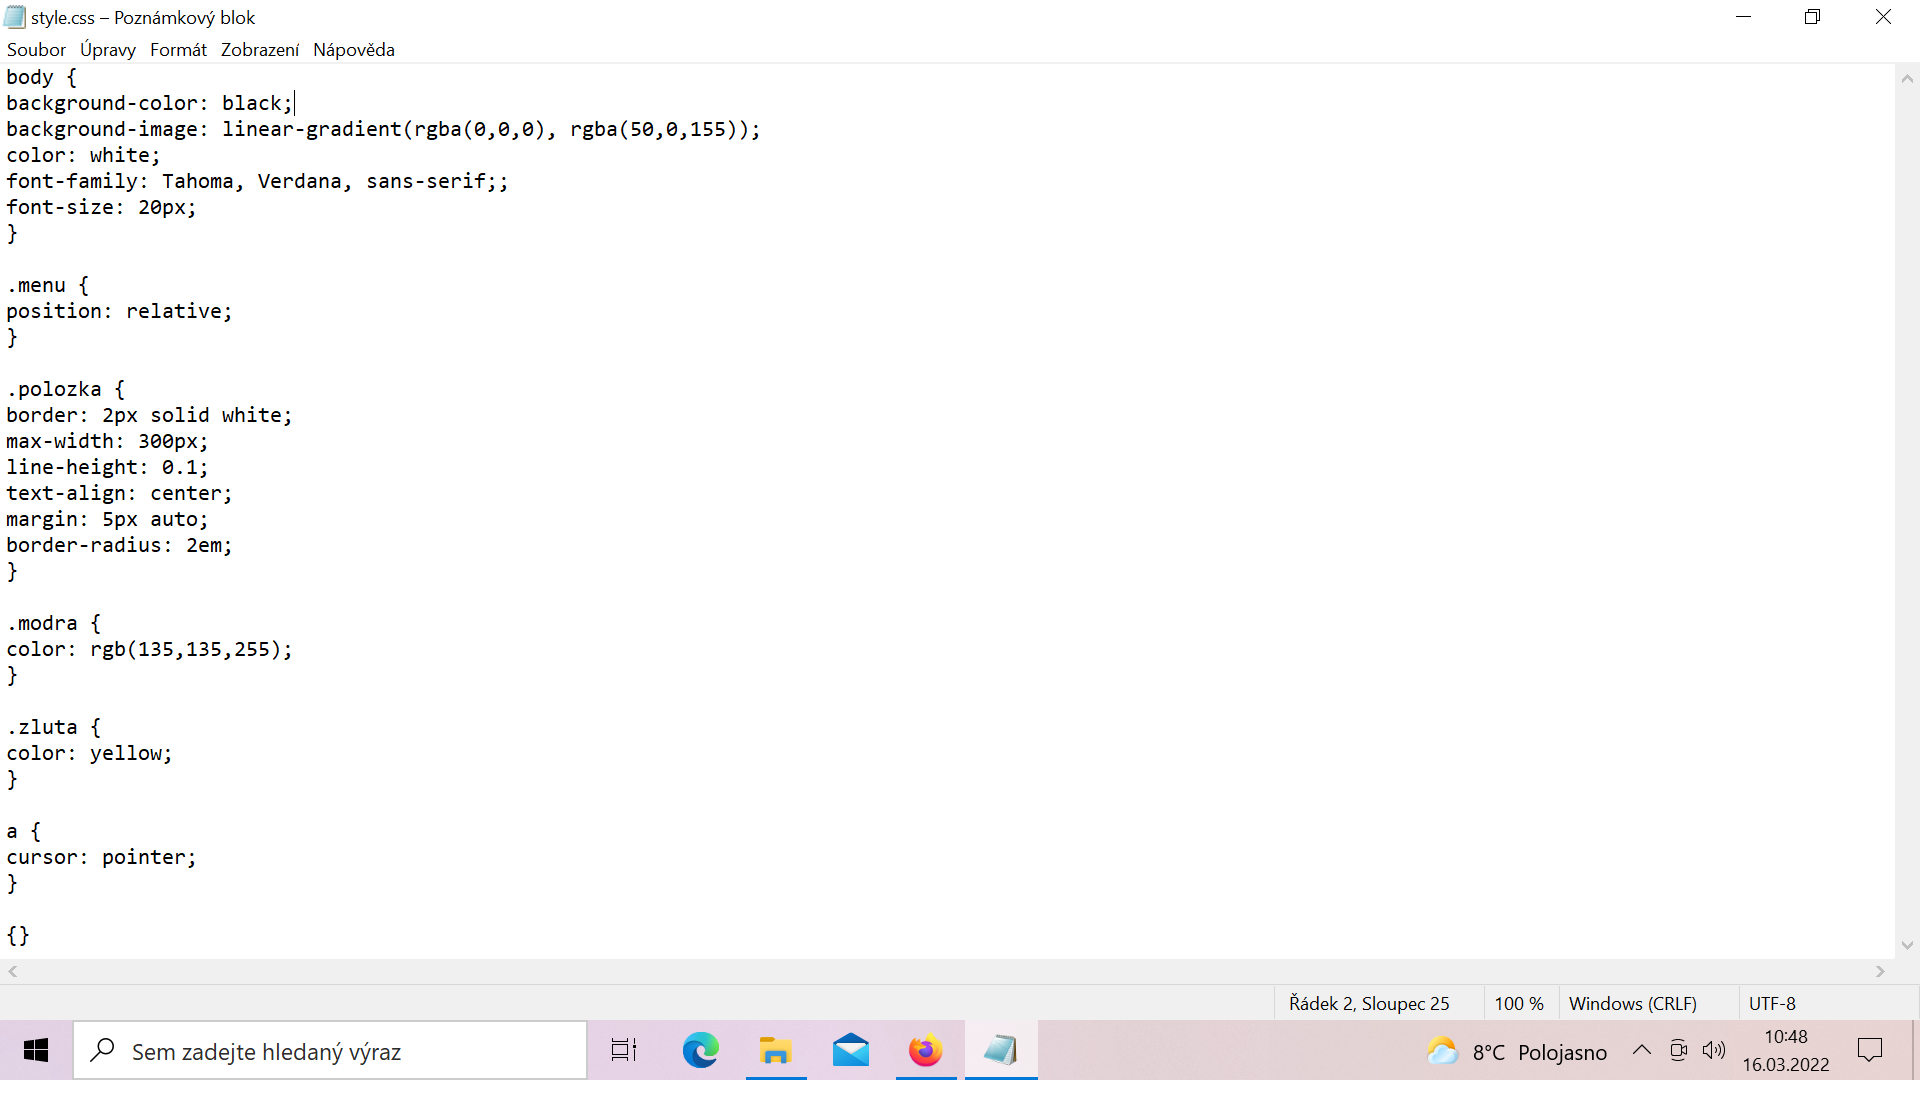 style.css – Poznámkový blok
Soubor Úpravy Formát Zobrazení Nápověda
body {
background-color: black;
background-image: linear-gradient(rgba(0,0,0), rgba(50,0,155));
color: white;
font-family: Tahoma, Verdana, sans-serif;;
font-size: 20px;
}
.menu {
position: relative;
}
.polozka {
border: 2px solid white;
max-width: 300px;
line-height: 0.1;
text-align: center;
margin: 5px auto;
border-radius: 2em;
}
.modra {
color: rgb(135,135,255);
}
.zluta {
color: yellow;
}
a {
cursor: pointer;
}
{}
Řádek 2, Sloupec 25 100 % Windows (CRLF) UTF-8
Sem zadejte hledaný výraz
8°C Polojasno
10:48
16.03.2022